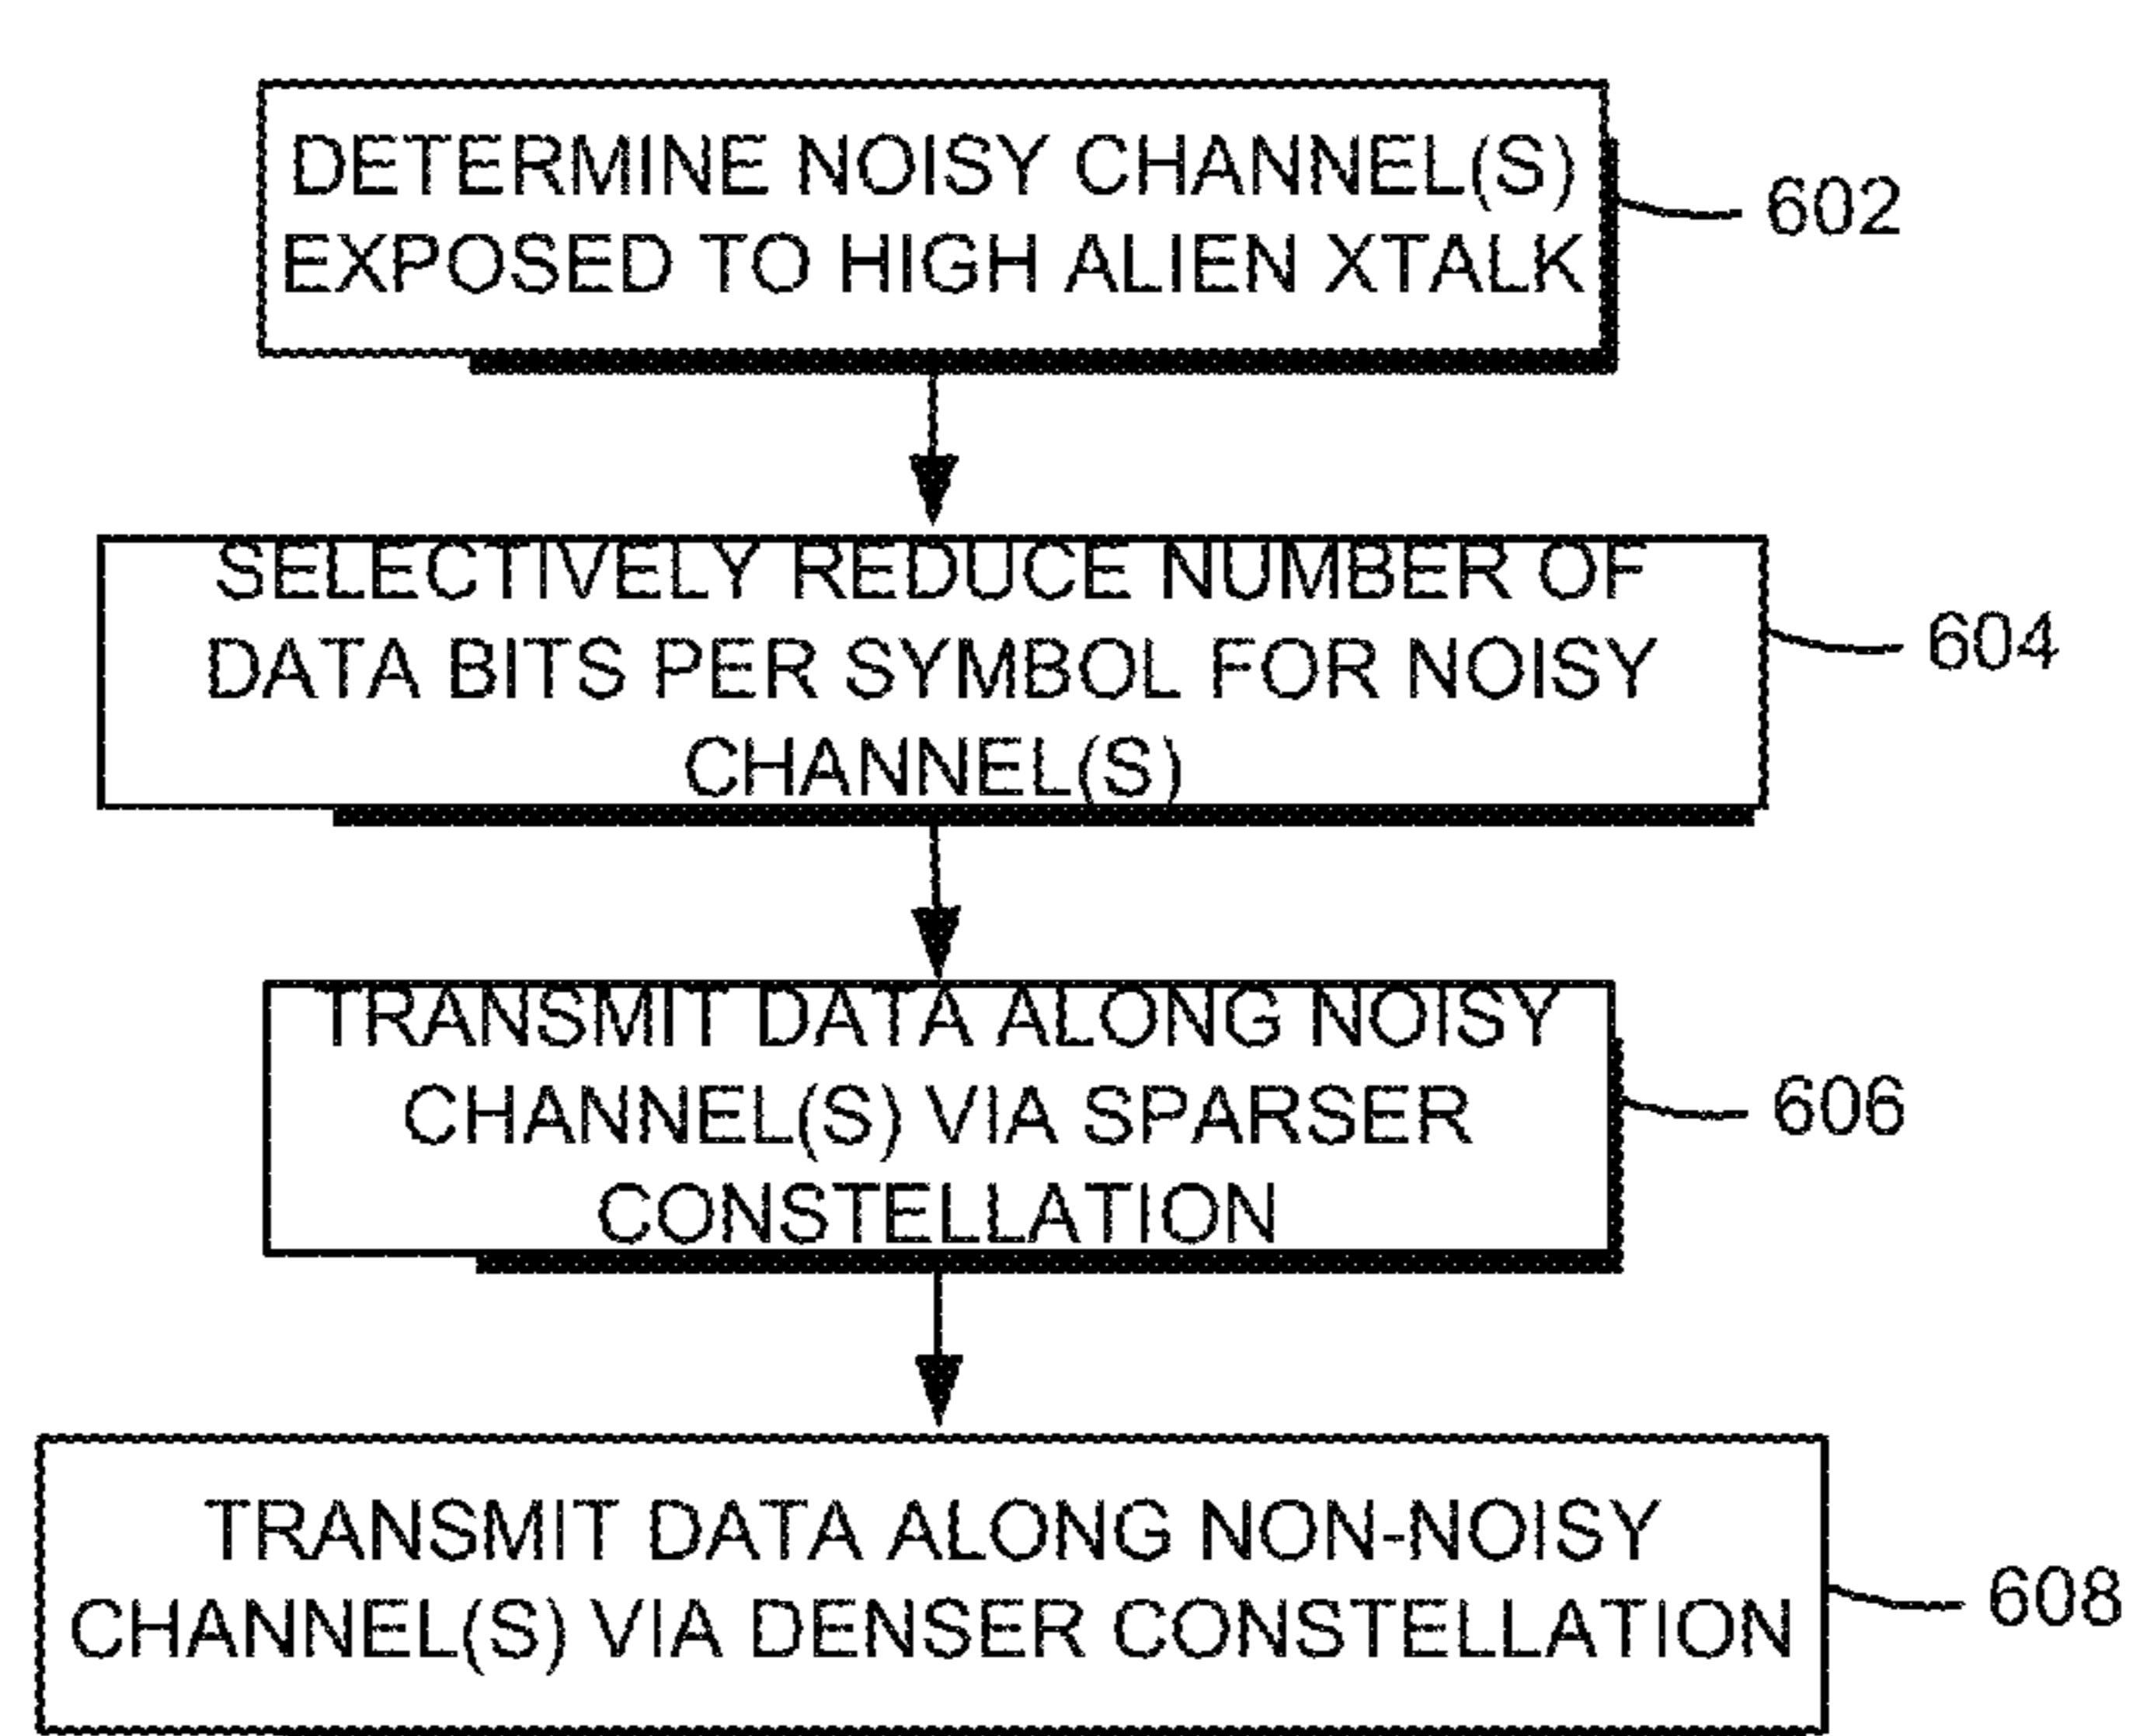 DETERMINE NOISY CHANNEL(S)
EXPOSED TO HIGH ALIEN XTALK
602
SELECTIVELY REDUCE NUMBER OF
DATA BITS PER SYMBOL FOR NOISY
CHANNEL(S)
604
TRANSMIT DATA ALONG NOISY
CHANNEL(S) VIA SPARSER
CONSTELLATION
606
TRANSMIT DATA ALONG NON-NOISY
CHANNEL(S) VIA DENSER CONSTELLATION
608